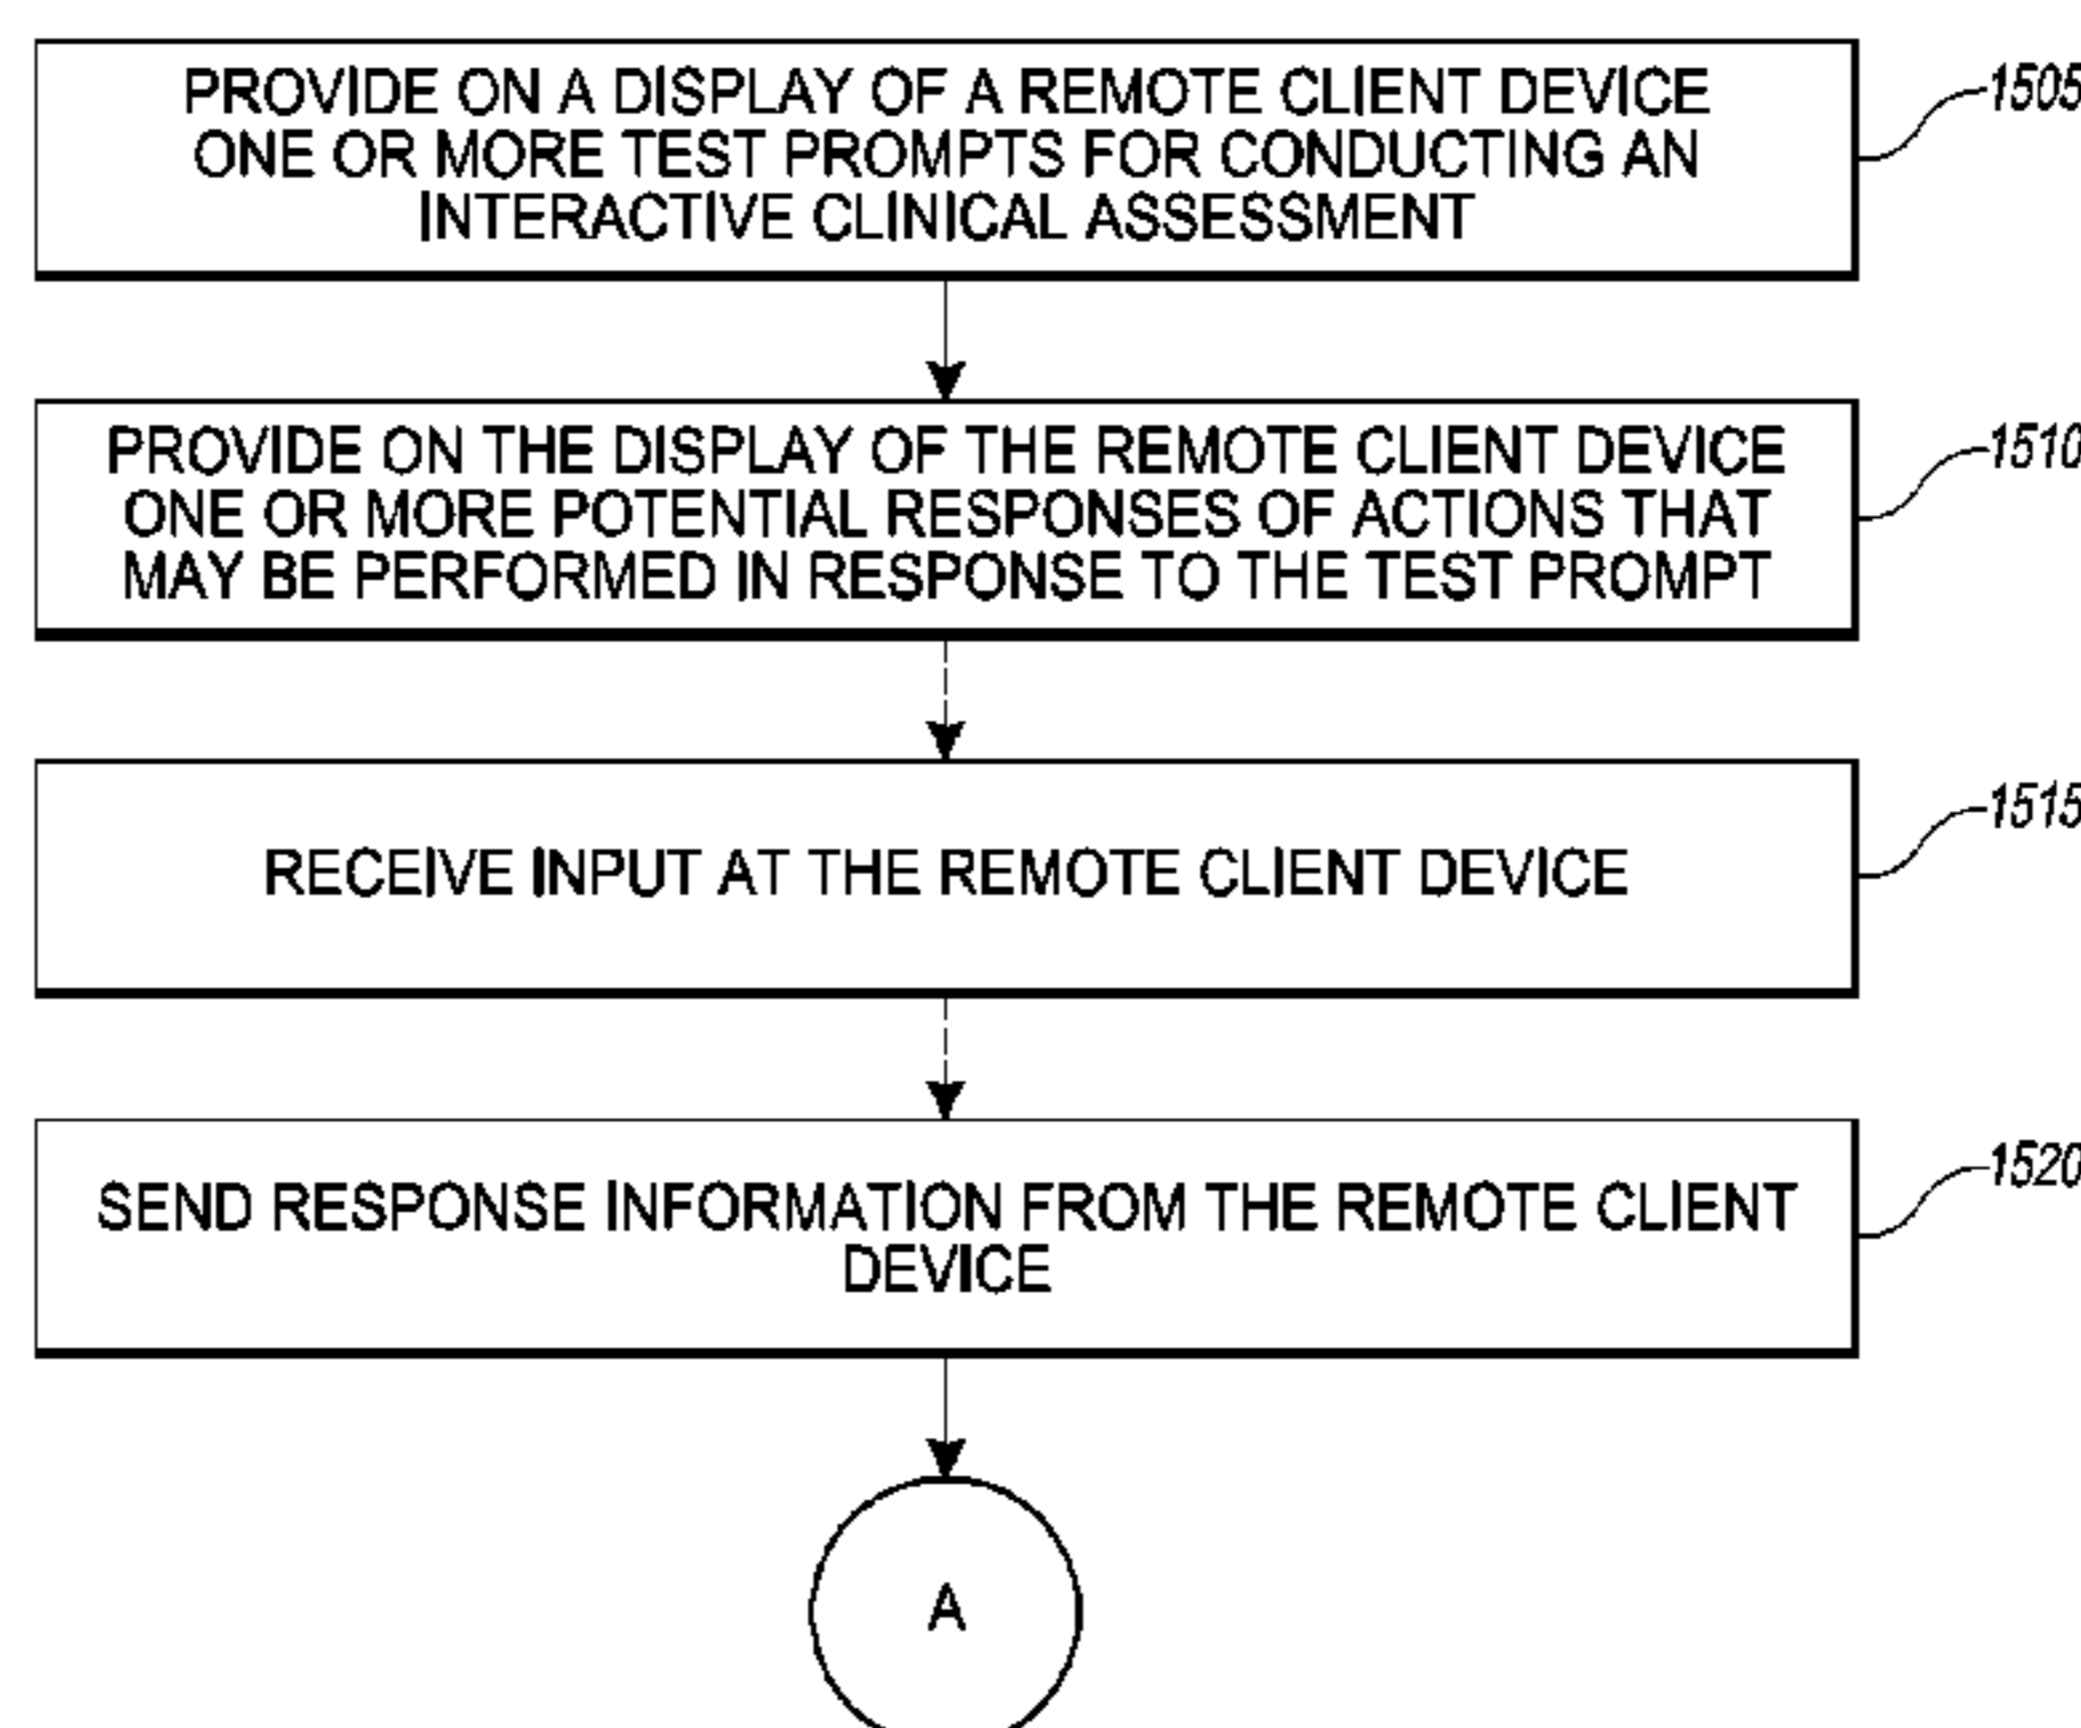 PROVIDE ON A DISPLAY OF A REMOTE CLIENT DEVICE
ONE OR MORE TEST PROMPTS FOR CONDUCTING AN
INTERACTIVE CLINICAL ASSESSMENT
1505
PROVIDE ON THE DISPLAY OF THE REMOTE CLIENT DEVICE
ONE OR MORE POTENTIAL RESPONSES OF ACTIONS THAT
MAY BE PERFORMED IN RESPONSE TO THE TEST PROMPT
1510
RECEIVE INPUT AT THE REMOTE CLIENT DEVICE
1515
SEND RESPONSE INFORMATION FROM THE REMOTE CLIENT
DEVICE
1520
A